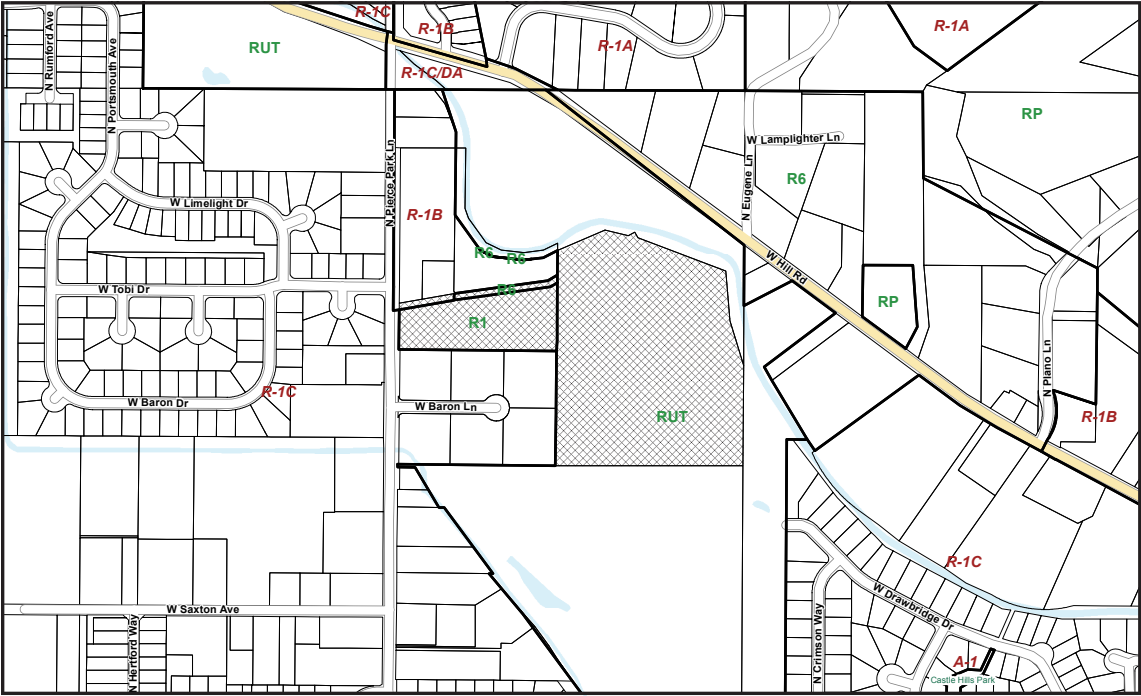 R-1C
R-1B
R-1A
R-1A
RUT
R-1C/DA
N Rumford Ave
N Portsmouth Ave
RP
W Lamplighter Ln
N Pierce Park Ln
R6
N Eugene Ln
W Limelight Dr
R-1B
R6
R6
W Hill Rd
W Tobi Dr
R6
RP
R1
N Plano Ln
R-1C
W Baron Dr
W Baron Ln
RUT
R-1B
R-1C
W Saxton Ave
W Drawbridge Dr
N Hertford Way
N Crimson Way
A-1
Castle Hills Park